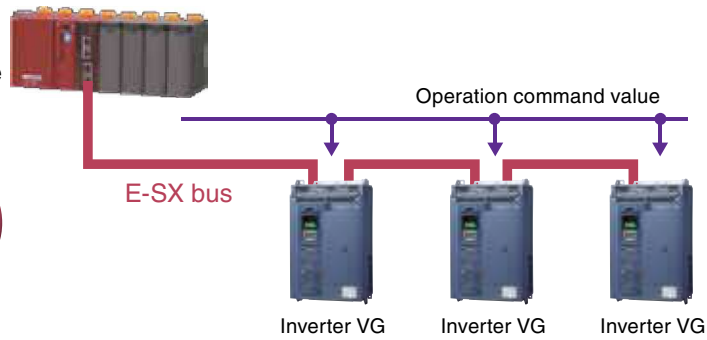 Operation command value
E-SX bus
Inverter VG
Inverter VG
Inverter VG